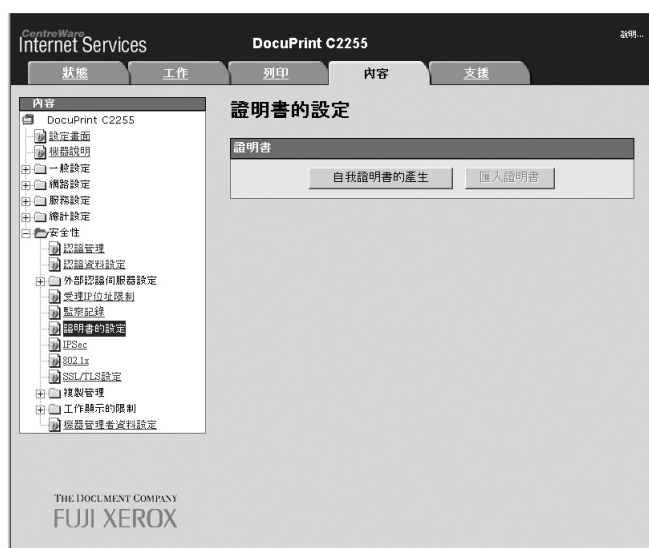 CentreWare
Internet Services
DocuPrint C2255
說明...
狀態
工作
列印
內容
支援
內容
DocuPrint C2255
設定畫面
機器說明
一般設定
網路設定
服務設定
總計設定
安全性
認證管理
認證資料設定
外部認證伺服器設定
受理IP位址限制
監察記錄
證明書的設定
IPSec
802.1x
SSL/TLS設定
複製管理
工作顯示的限制
機器管理者資料設定
證明書的設定
證明書
自我證明書的產生
匯入證明書
THE DOCUMENT COMPANY
FUJI XEROX